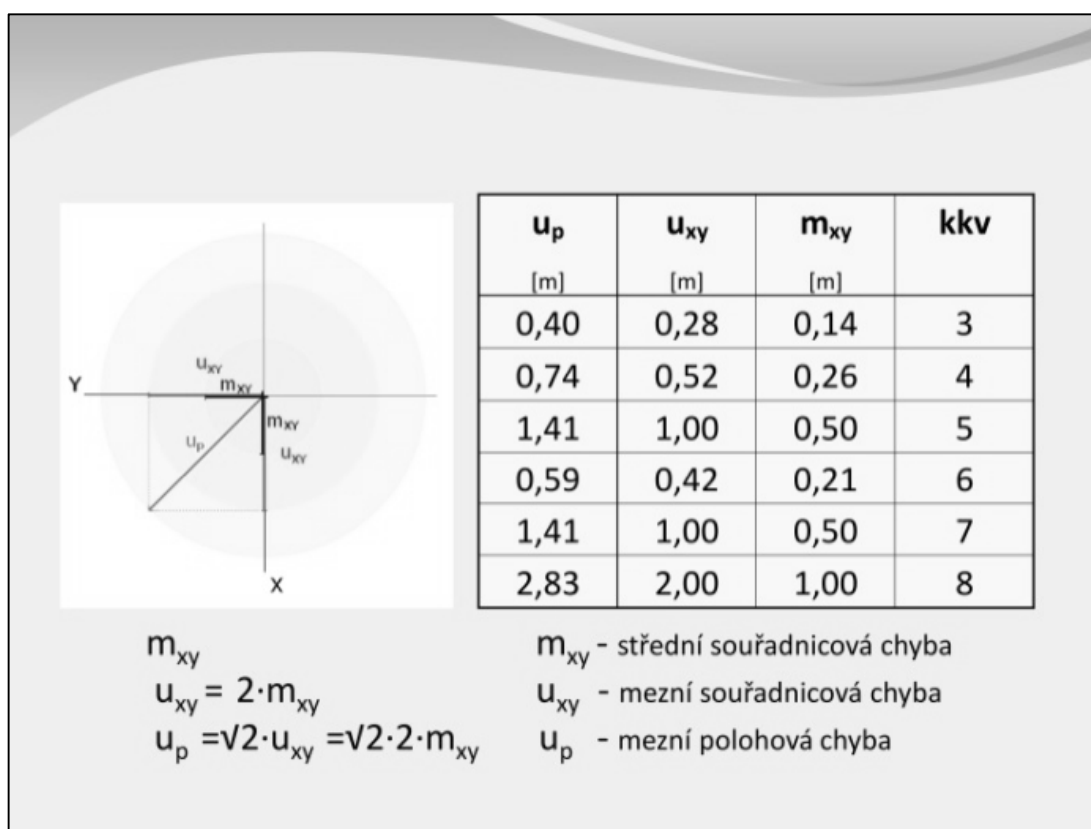 u_p u_xy m_xy kkv
[m] [m] [m]
0,40 0,28 0,14 3
0,74 0,52 0,26 4
1,41 1,00 0,50 5
0,59 0,42 0,21 6
1,41 1,00 0,50 7
2,83 2,00 1,00 8
u_XY
Y
m_XY
m_XY
u_p
u_XY
X
m_xy
u_xy = 2·m_xy
u_p =√2·u_xy =√2·2·m_xy
m_xy - střední souřadnicová chyba
u_xy - mezní souřadnicová chyba
u_p - mezní polohová chyba